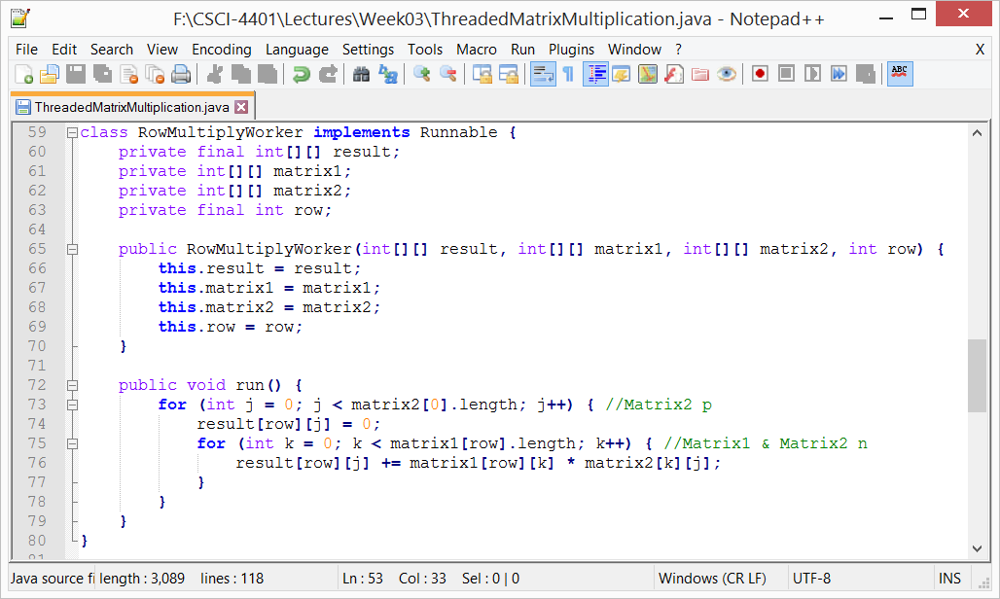 F:\CSCI-4401\Lectures\Week03\ThreadedMatrixMultiplication.java - Notepad++
File Edit Search View Encoding Language Settings Tools Macro Run Plugins Window ? X
ABC
ThreadedMatrixMultiplication.java
59 class RowMultiplyWorker implements Runnable {
60     private final int[][] result;
61     private int[][] matrix1;
62     private int[][] matrix2;
63     private final int row;
64
65     public RowMultiplyWorker(int[][] result, int[][] matrix1, int[][] matrix2, int row) {
66         this.result = result;
67         this.matrix1 = matrix1;
68         this.matrix2 = matrix2;
69         this.row = row;
70     }
71
72     public void run() {
73         for (int j = 0; j < matrix2[0].length; j++) { //Matrix2 p
74             result[row][j] = 0;
75             for (int k = 0; k < matrix1[row].length; k++) { //Matrix1 & Matrix2 n
76                 result[row][j] += matrix1[row][k] * matrix2[k][j];
77             }
78         }
79     }
80 }
Java source fi length : 3,089 lines : 118 Ln : 53 Col : 33 Sel : 0 | 0 Windows (CR LF) UTF-8 INS